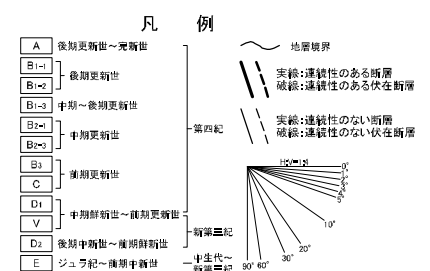 凡 例
A 後期更新世～完新世
B1-1
B1-2
後期更新世
B1-3 中期～後期更新世
B2-1
B2-3
中期更新世
B3
C
前期更新世
D1
V
中期鮮新世～前期更新世
D2 後期中新世～前期鮮新世
E ジュラ紀～前期中新世
第四紀
新第三紀
中生代～
新第三紀
地層境界
実線:連続性のある断層
破線:連続性のある伏在断層
実線:連続性のない断層
破線:連続性のない伏在断層
H:V=1:4
0°
1°
2°
3°
4°
5°
10°
20°
30°
60°
90°